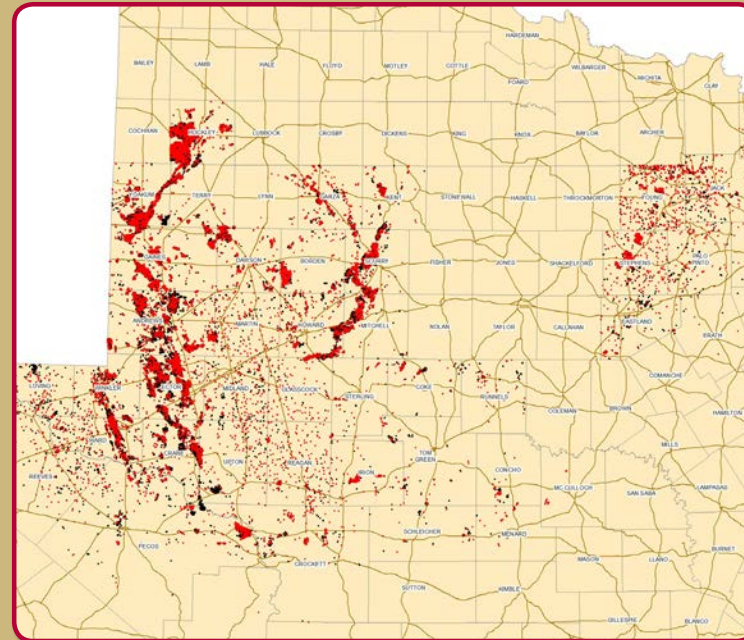 HARDEMAN
BAILEY LAMB HALE FLOYD MOTLEY COTTLE WILBARGER
FOARD WICHITA CLAY
COCHRAN HOCKLEY LUBBOCK CROSBY DICKENS KING KNOX BAYLOR ARCHER
YOAKUM TERRY LYNN GARZA KENT STONEWALL HASKELL THROCKMORTON YOUNG JACK
GAINES DAWSON BORDEN SCURRY FISHER JONES SHACKELFORD STEPHENS PALO PINTO
ANDREWS MARTIN HOWARD MITCHELL NOLAN TAYLOR CALLAHAN EASTLAND ERATH
LOVING WINKLER ECTOR MIDLAND GLASSCOCK STERLING COKE RUNNELS COLEMAN BROWN COMANCHE HAMILTON
WARD CRANE UPTON REAGAN IRION TOM GREEN CONCHO MC CULLOCH SAN SABA MILLS LAMPASAS
REEVES
PECOS CROCKETT SCHLEICHER MENARD MASON LLANO BURNET
SUTTON KIMBLE GILLESPIE BLANCO